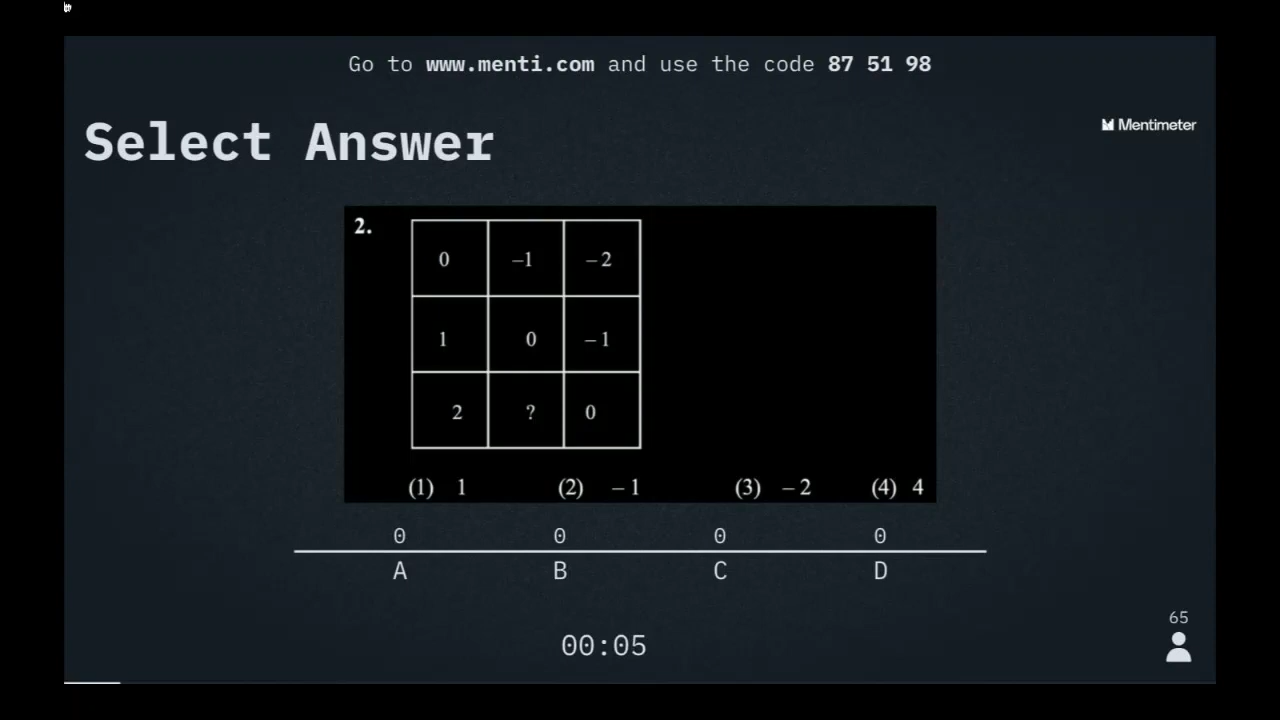 Go to www.menti.com and use the code 87 51 98
Mentimeter
Select Answer
2.
0 –1 – 2
1 0 – 1
2 ? 0
(1) 1 (2) – 1 (3) – 2 (4) 4
0 0 0 0
A B C D
65
00:05